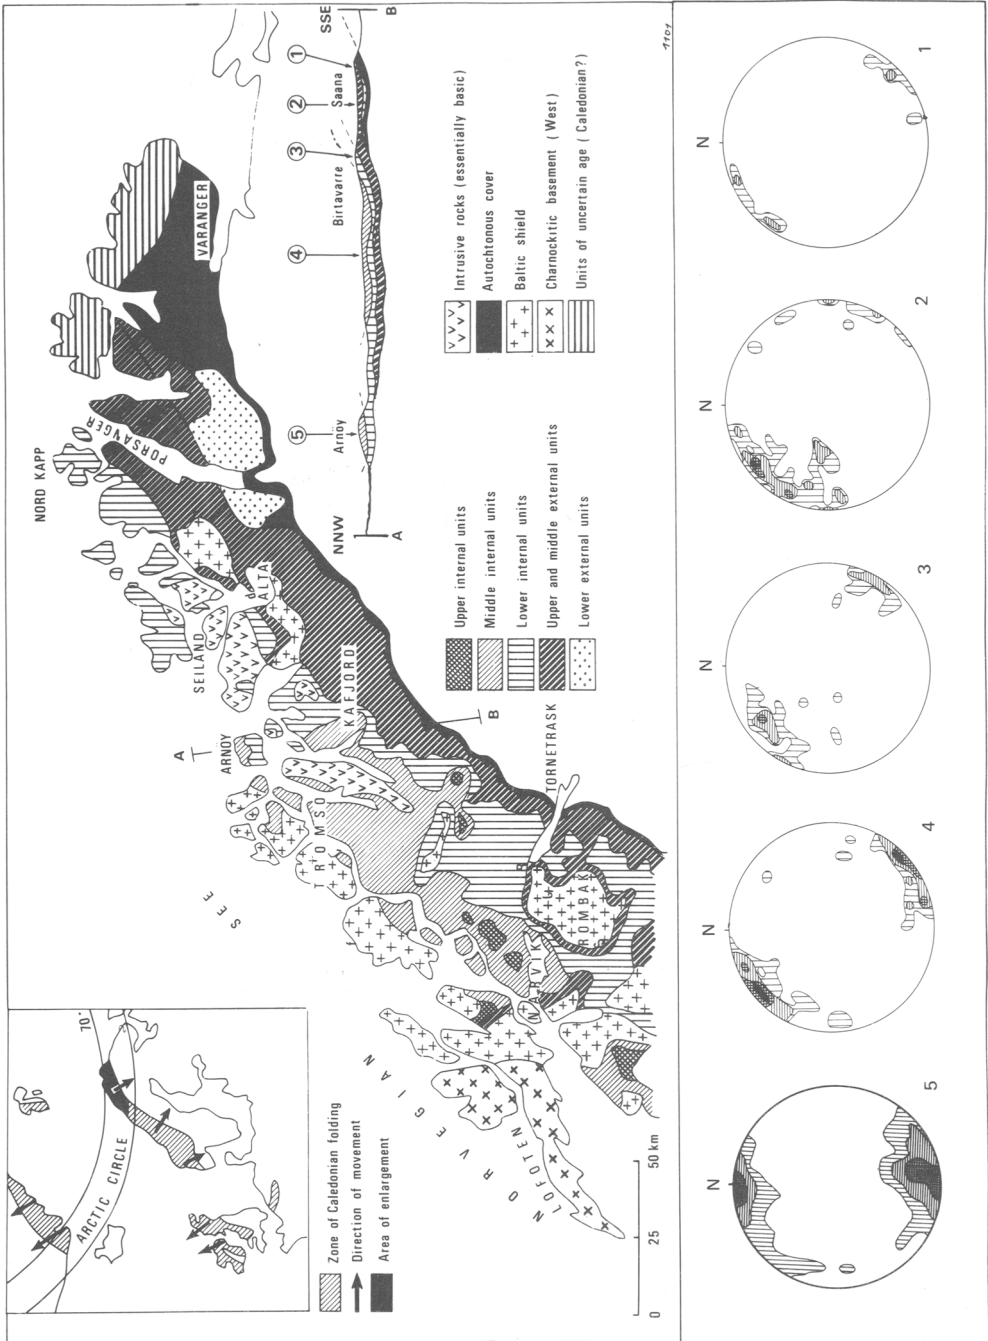 70°
ARCTIC CIRCLE
Zone of Caledonian folding
Direction of movement
Area of enlargement
0
25
50 km
NORVEGIAN
SEE
LOFOTEN
NARVIK
ROMBAK
TORNETRASK
TROMSO
ARNÖY
KAFJORD
SEILAND
ALTA
NORD KAPP
PORSANGER
VARANGER
A
B
Upper internal units
Middle internal units
Lower internal units
Upper and middle external units
Lower external units
Intrusive rocks (essentially basic)
Autochtonous cover
Baltic shield
Charnockitic basement (West)
Units of uncertain age (Caledonian?)
NNW
A
SSE
B
5
4
3
2
1
Arnöy
Birtavarre
Saana
1101
N
5
N
4
N
3
N
2
N
1